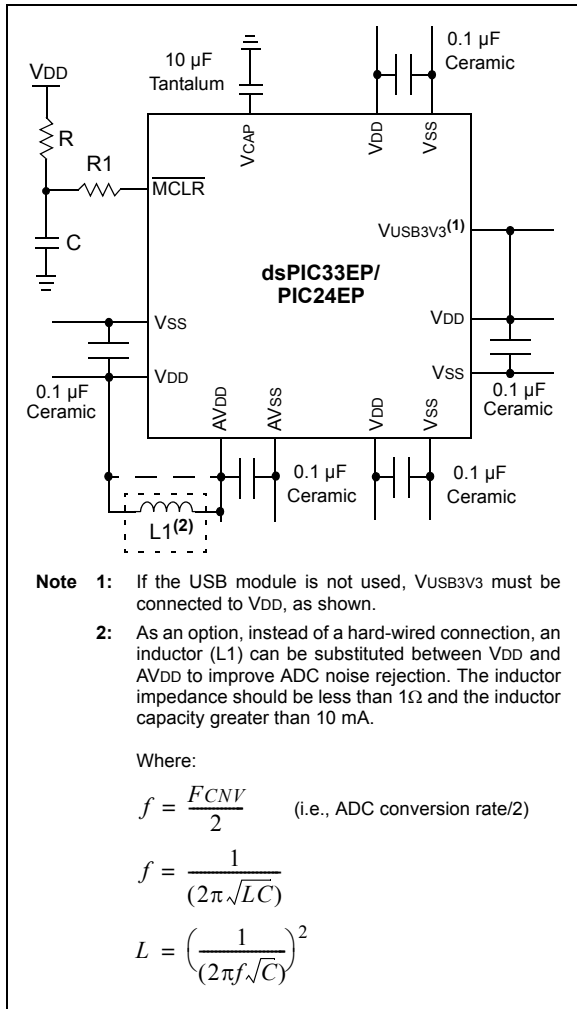 0.1 µF
Ceramic
10 µF
Tantalum
VDD
R
R1
MCLR
C
VCAP
VDD
VSS
VUSB3V3(1)
dsPIC33EP/
PIC24EP
VSS
VDD
VDD
VSS
0.1 µF
Ceramic
0.1 µF
Ceramic
AVDD
AVSS
VDD
VSS
0.1 µF
Ceramic
0.1 µF
Ceramic
L1(2)
Note 1: If the USB module is not used, VUSB3V3 must be
connected to VDD, as shown.
2: As an option, instead of a hard-wired connection, an
inductor (L1) can be substituted between VDD and
AVDD to improve ADC noise rejection. The inductor
impedance should be less than 1Ω and the inductor
capacity greater than 10 mA.
Where:
f = FCNV / 2 (i.e., ADC conversion rate/2)
f = 1 / (2π√LC)
L = (1 / (2πf√C))2